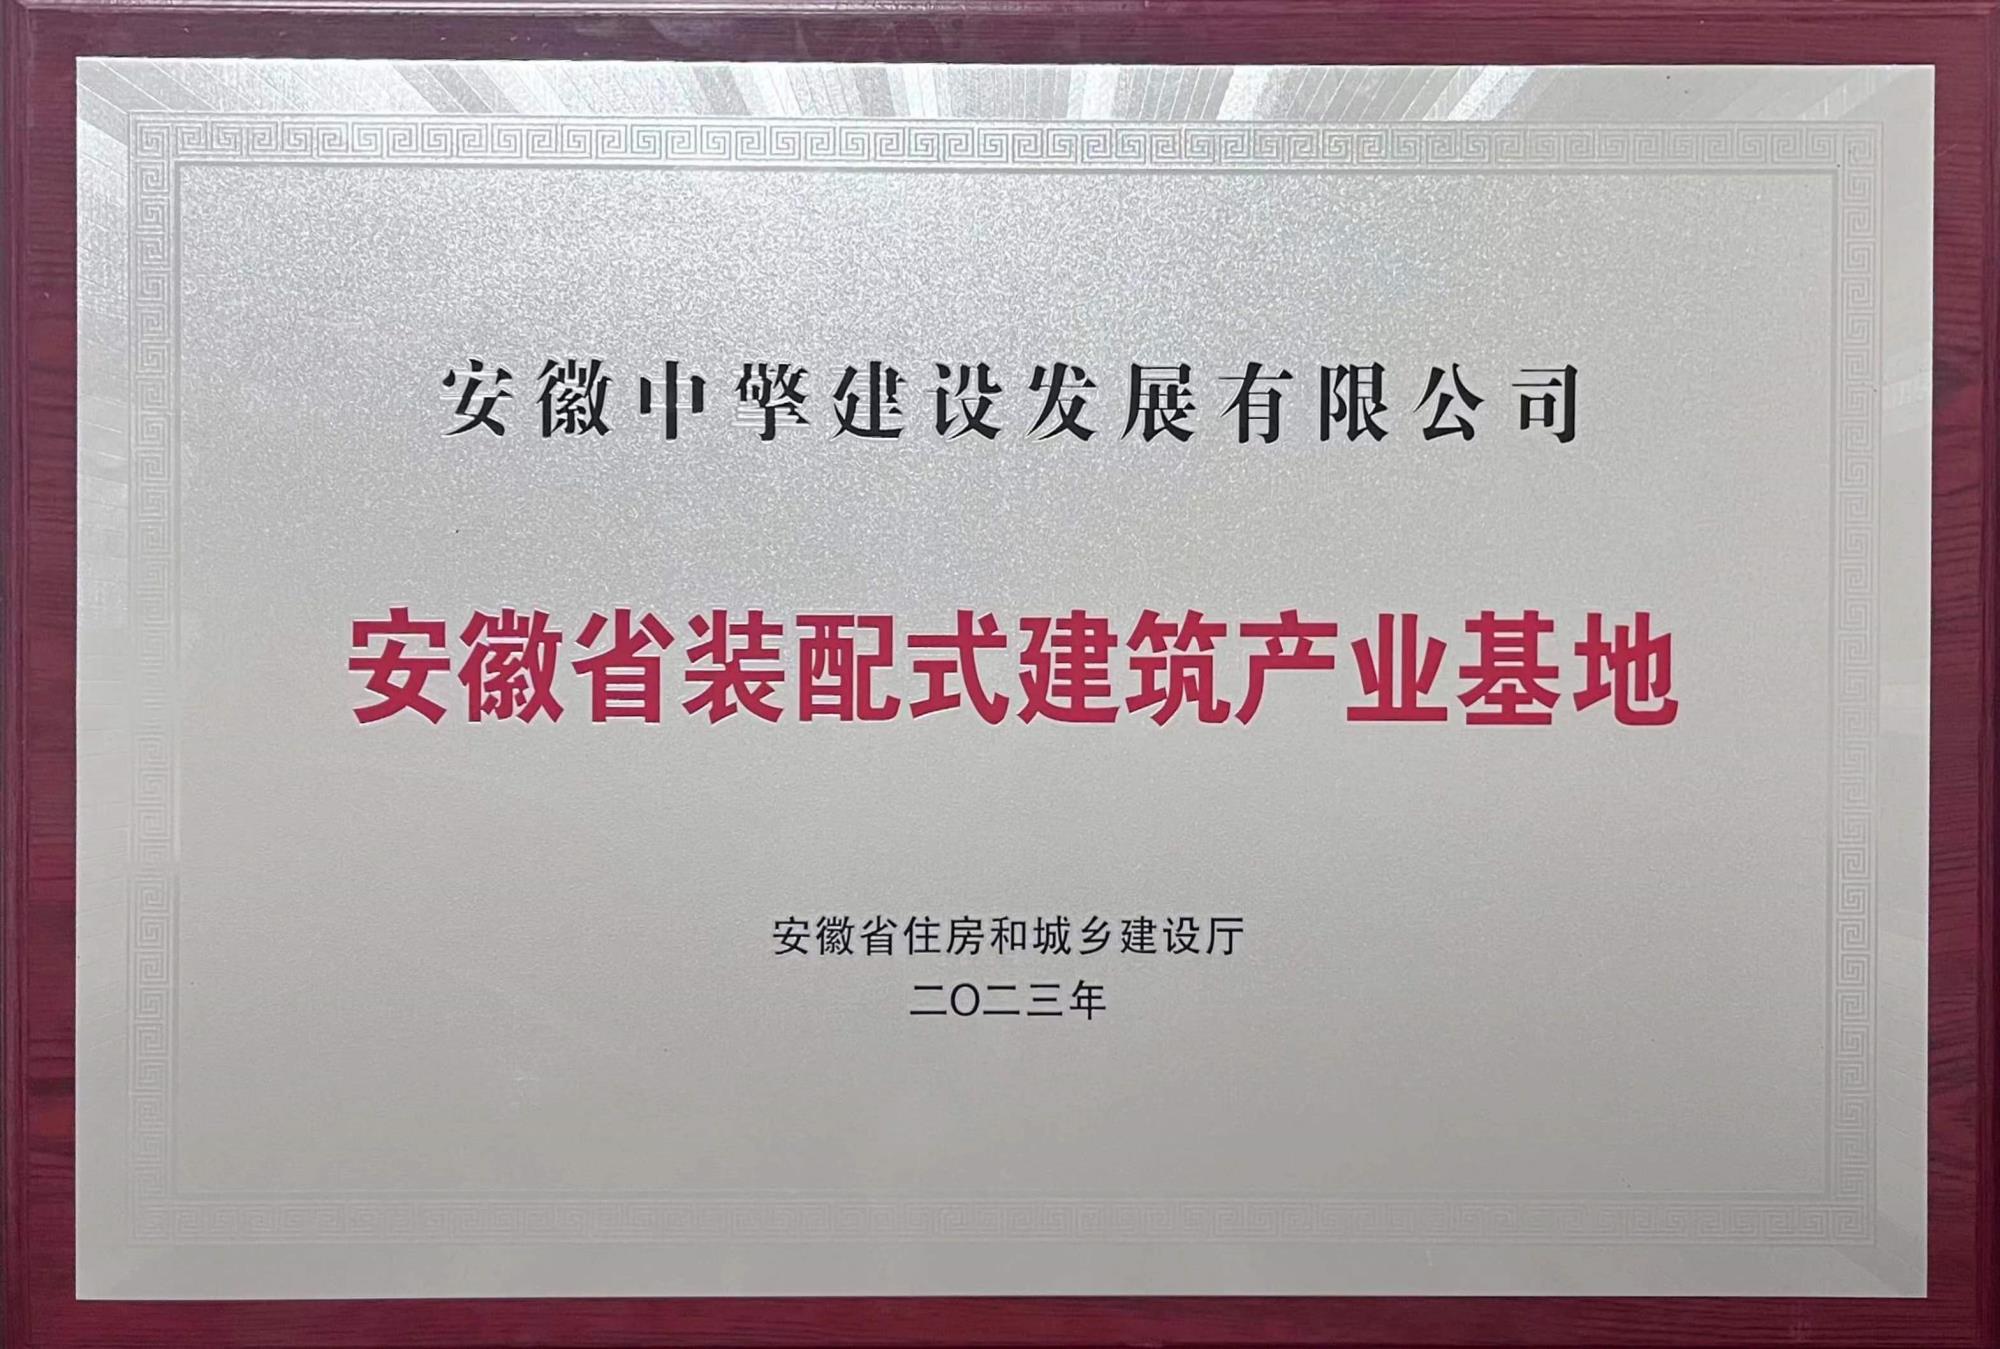 安徽中擎建设发展有限公司
安徽省装配式建筑产业基地
安徽省住房和城乡建设厅
二〇二三年